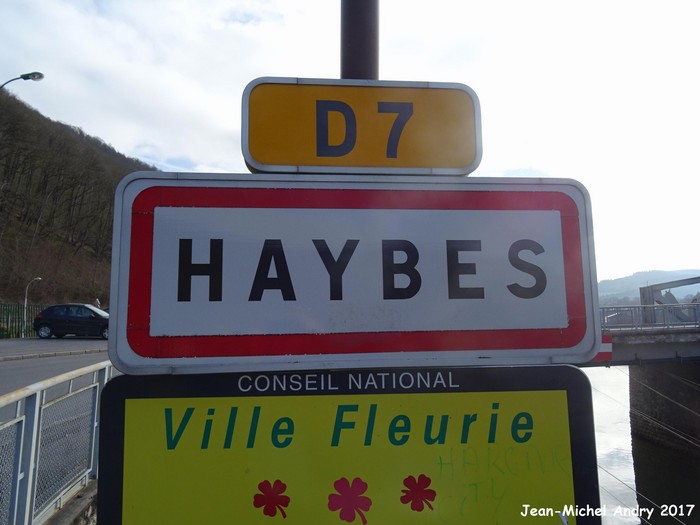 D7
HAYBES
CONSEIL NATIONAL
Ville Fleurie
Jean-Michel Andry 2017